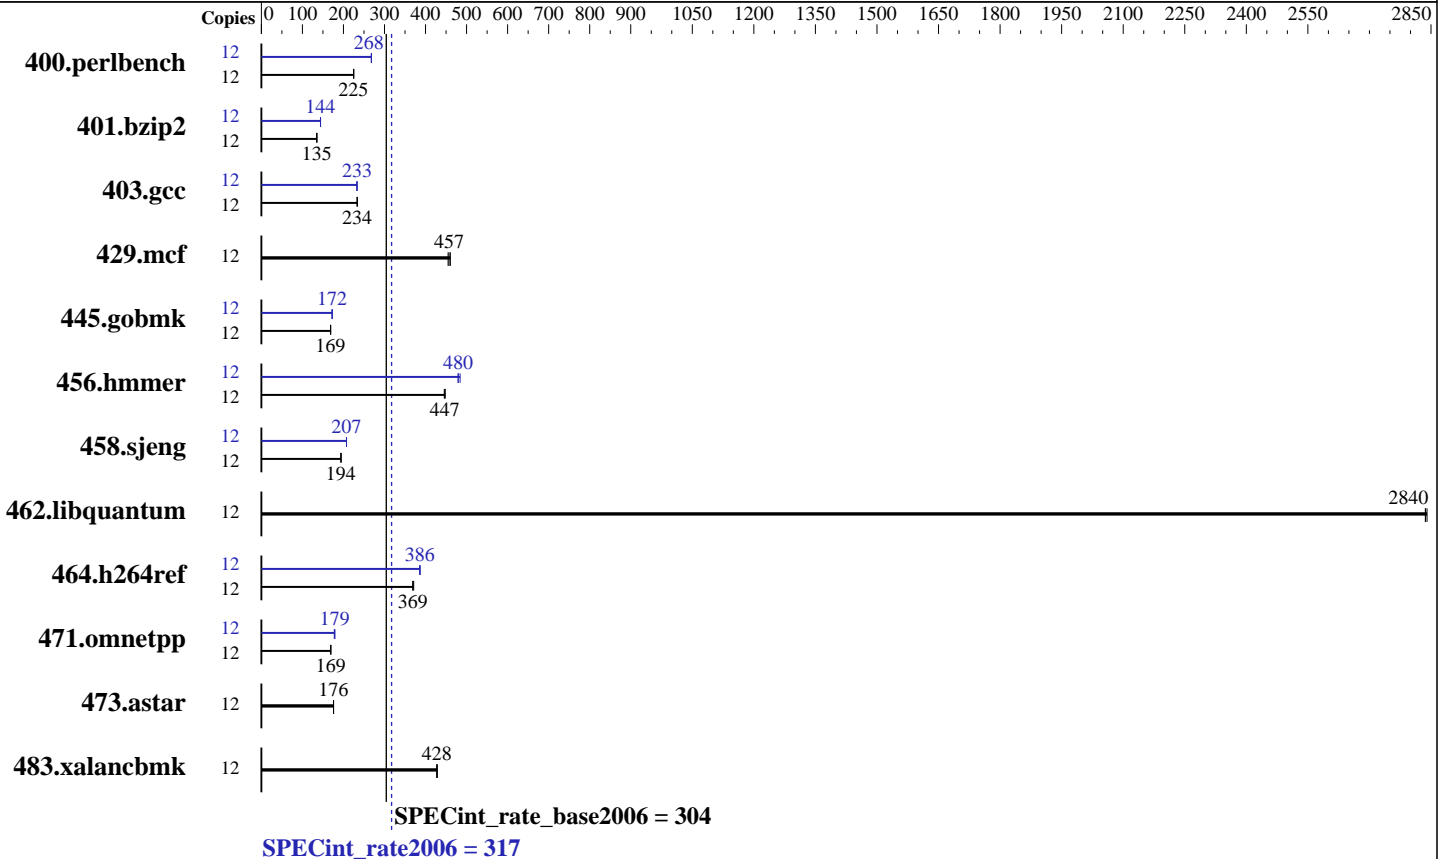 Copies 0 100 200 300 400 500 600 700 800 900 1050 1200 1350 1500 1650 1800 1950 2100 2250 2400 2550 2850
400.perlbench 12 268
12 225
401.bzip2 12 144
12 135
403.gcc 12 233
12 234
429.mcf 12 457
445.gobmk 12 172
12 169
456.hmmer 12 480
12 447
458.sjeng 12 207
12 194
462.libquantum 12 2840
464.h264ref 12 386
12 369
471.omnetpp 12 179
12 169
473.astar 12 176
483.xalancbmk 12 428
SPECint_rate_base2006 = 304
SPECint_rate2006 = 317